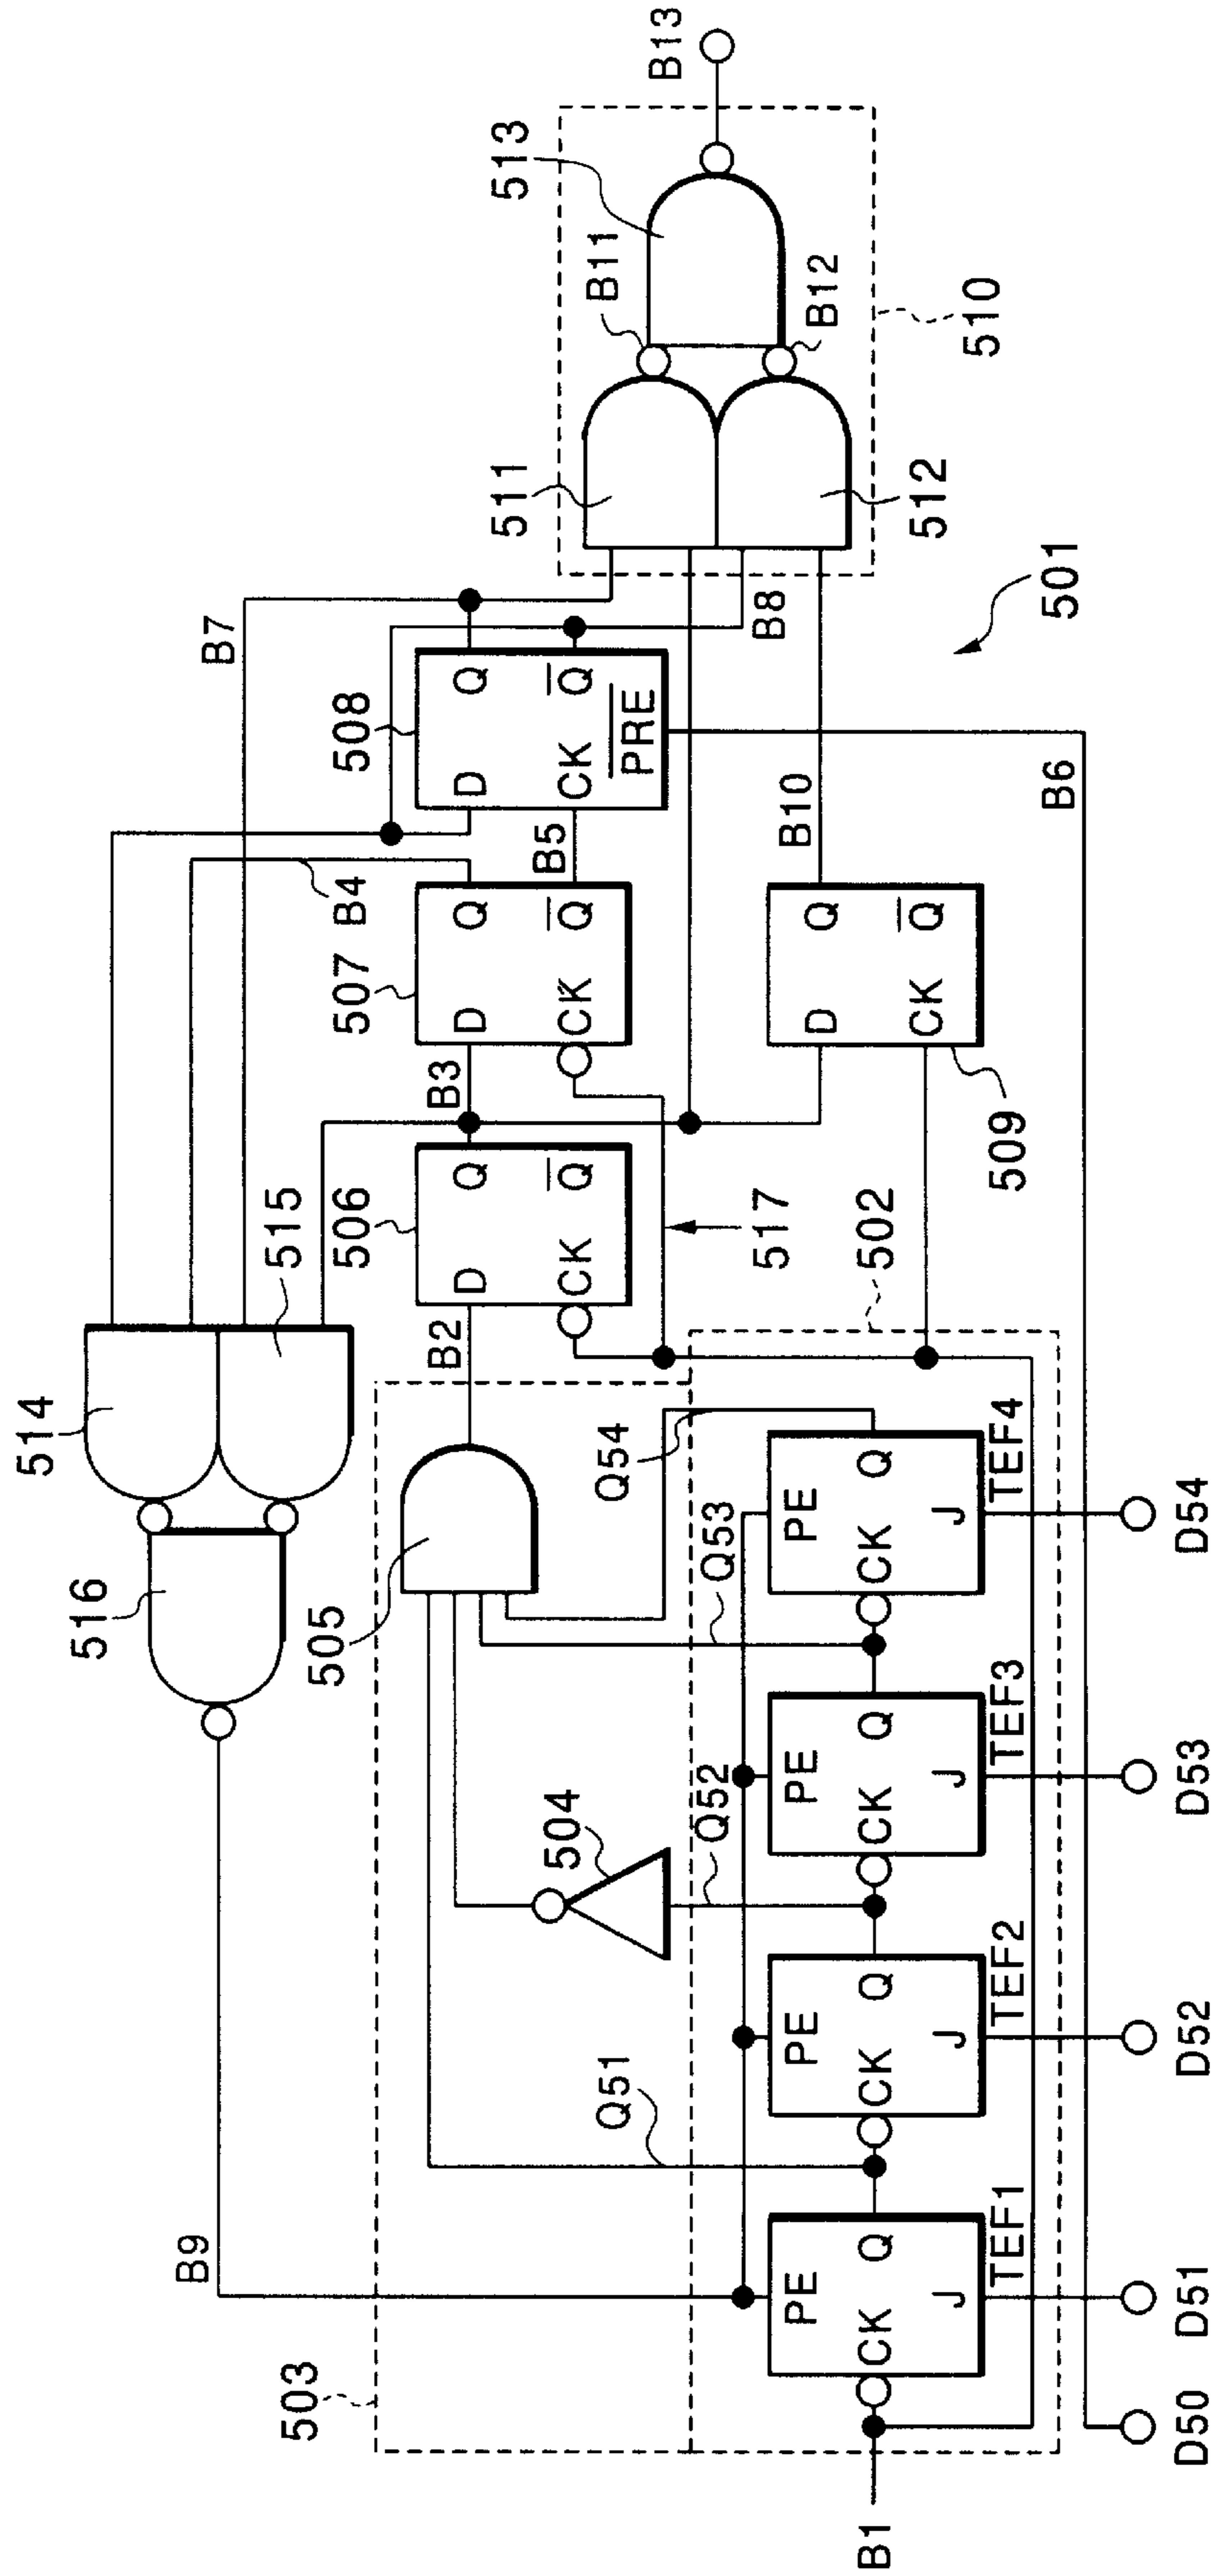 B13
513
B11
B12
510
511
512
501
B7
B8
508
D Q
CK Q
PRE
B5
B10
B6
B4
507
D Q
CK Q
D Q
CK Q
509
B3
514
515
516
506
D Q
CK Q
517
502
B2
505
Q54
Q53
504
Q52
Q51
B9
503
PE
CK Q
J
TEF4
PE
CK Q
J
TEF3
PE
CK Q
J
TEF2
PE
CK Q
J
TEF1
B1
D50
D51
D52
D53
D54